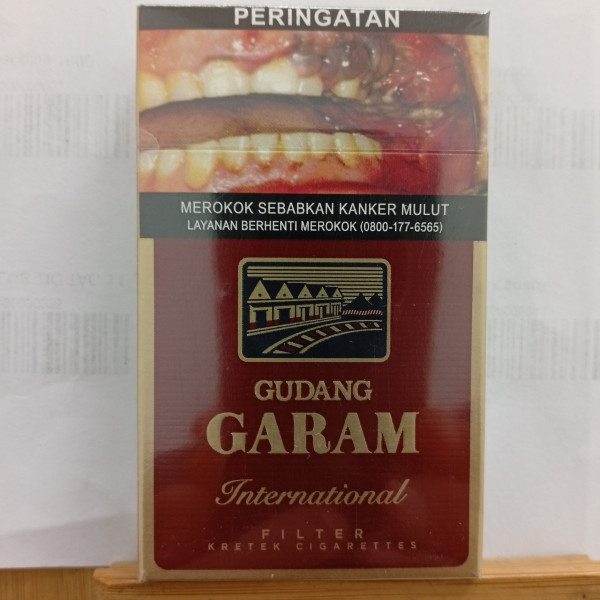 PERINGATAN
MEROKOK SEBABKAN KANKER MULUT
LAYANAN BERHENTI MEROKOK (0800-177-6565)
GUDANG
GARAM
International
FILTER
KRETEK CIGARETTES